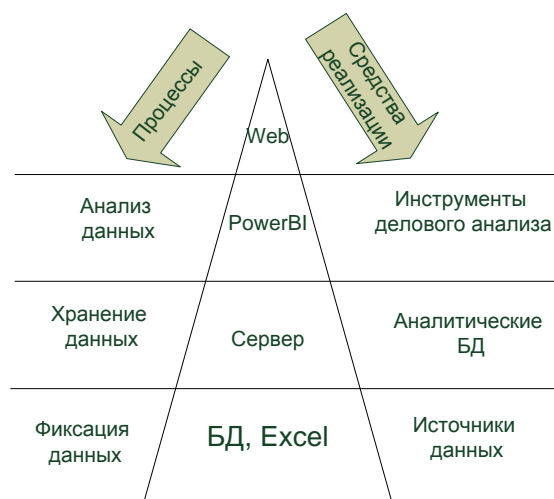 Процессы
Средства
реализации
Web
Анализ
данных
PowerBI
Инструменты
делового анализа
Хранение
данных
Сервер
Аналитические
БД
Фиксация
данных
БД, Excel
Источники
данных